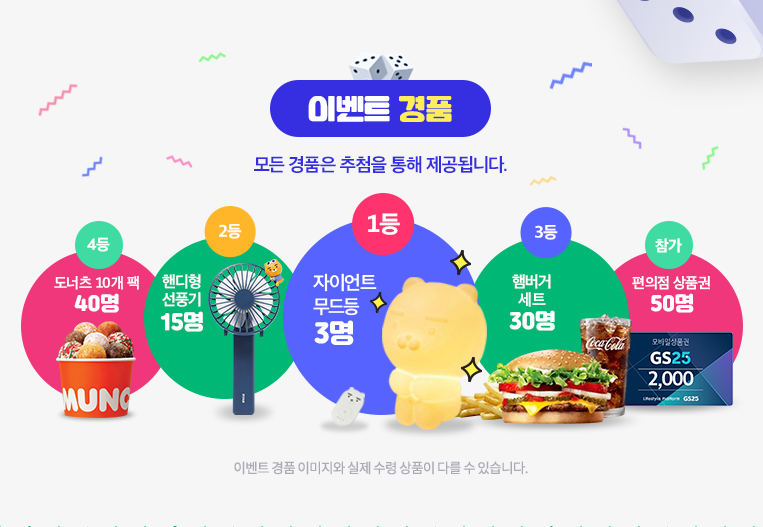 이벤트 경품
모든 경품은 추첨을 통해 제공됩니다.
4등
도너츠 10개 팩
40명
MUNC
2등
핸디형
선풍기
15명
1등
자이언트
무드등
3명
3등
햄버거
세트
30명
Coca-Cola
참가
편의점 상품권
50명
모바일상품권
GS25
2,000
Lifestyle Platform GS25
이벤트 경품 이미지와 실제 수령 상품이 다를 수 있습니다.